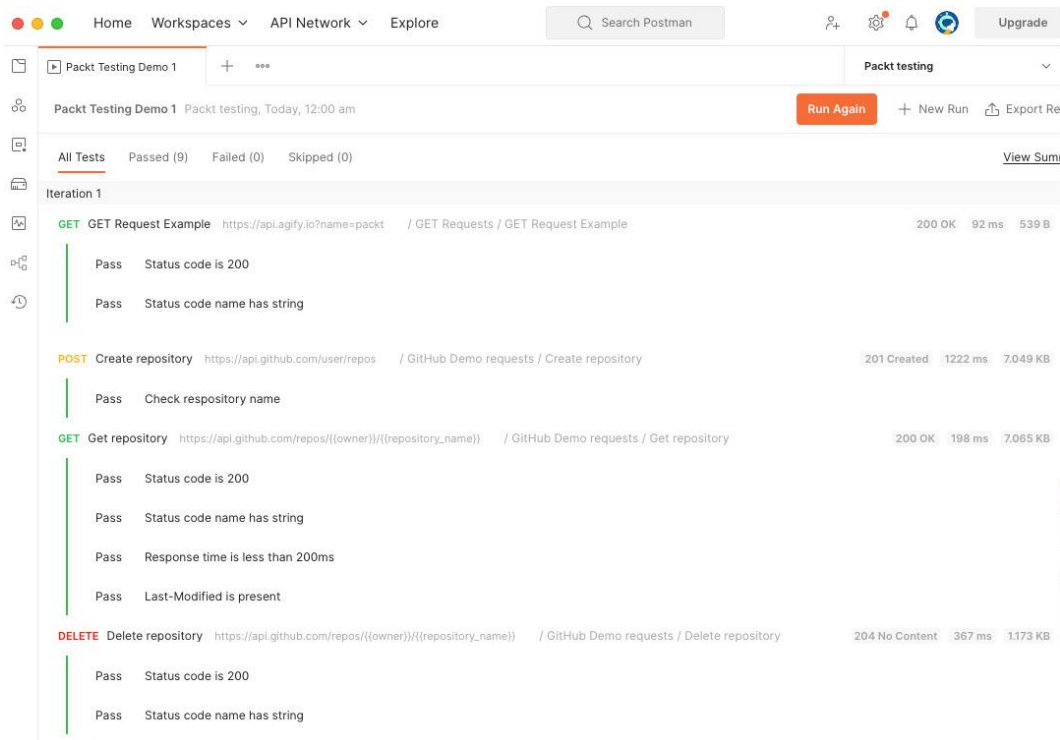 Home Workspaces API Network Explore Search Postman Upgrade
Packt Testing Demo 1 Packt testing
Packt Testing Demo 1 Packt testing, Today, 12:00 am Run Again + New Run Export Re
All Tests Passed (9) Failed (0) Skipped (0) View Sum
Iteration 1
GET GET Request Example https://api.agify.io?name=packt / GET Requests / GET Request Example 200 OK 92 ms 539 B
Pass Status code is 200
Pass Status code name has string
POST Create repository https://api.github.com/user/repos / GitHub Demo requests / Create repository 201 Created 1222 ms 7.049 KB
Pass Check respository name
GET Get repository https://api.github.com/repos/{{owner}}/{{repository_name}} / GitHub Demo requests / Get repository 200 OK 198 ms 7.065 KB
Pass Status code is 200
Pass Status code name has string
Pass Response time is less than 200ms
Pass Last-Modified is present
DELETE Delete repository https://api.github.com/repos/{{owner}}/{{repository_name}} / GitHub Demo requests / Delete repository 204 No Content 367 ms 1.173 KB
Pass Status code is 200
Pass Status code name has string